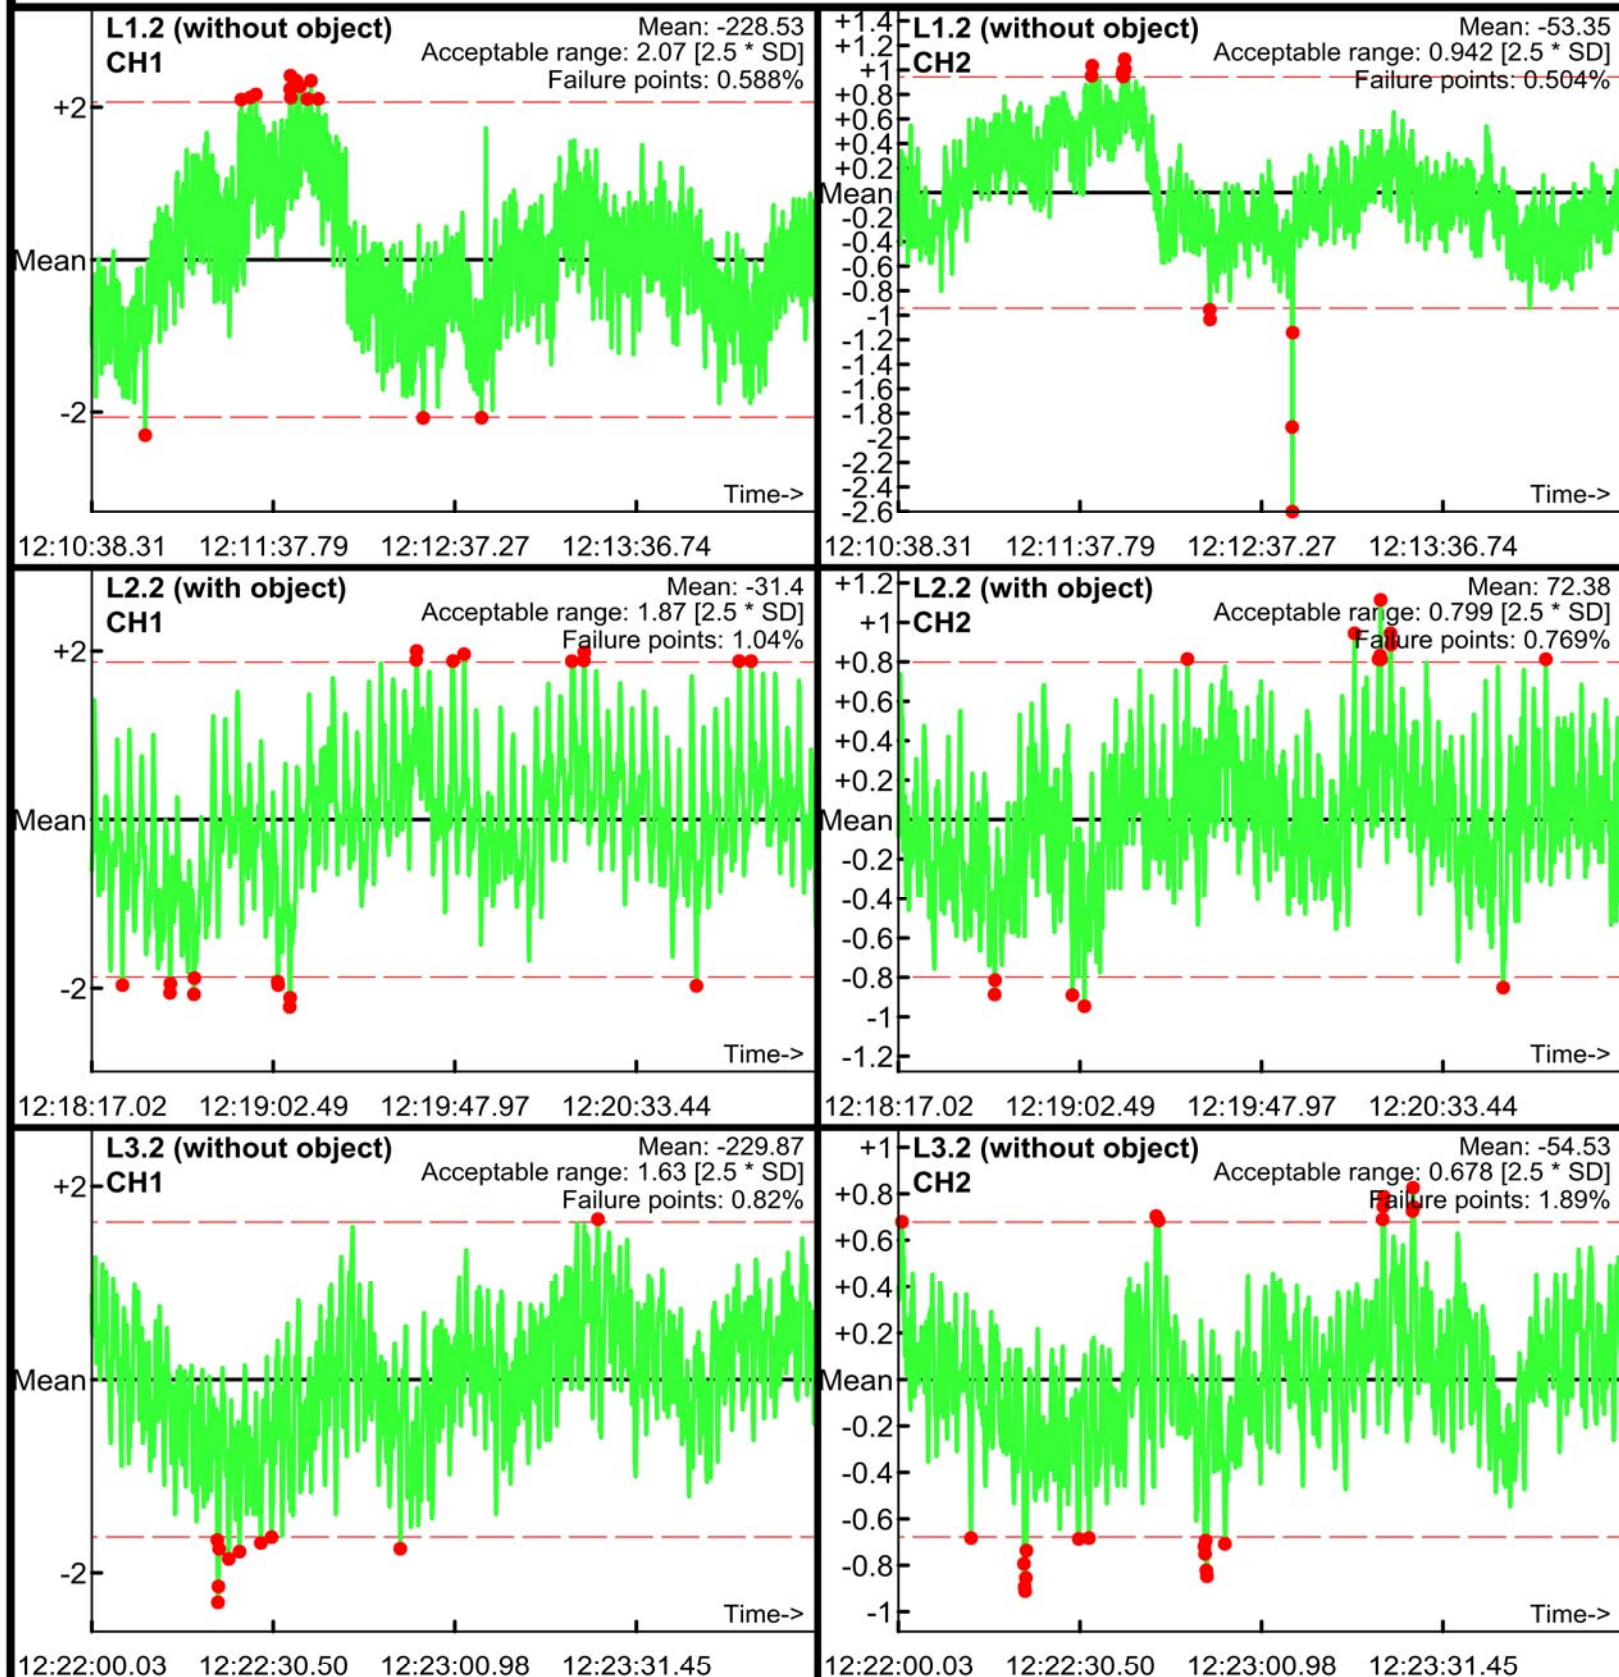 L1.2 (without object)
CH1
Mean: -228.53
Acceptable range: 2.07 [2.5 * SD]
Failure points: 0.588%
+2
Mean
-2
Time->
12:10:38.31 12:11:37.79 12:12:37.27 12:13:36.74
L1.2 (without object)
CH2
Mean: -53.35
Acceptable range: 0.942 [2.5 * SD]
Failure points: 0.504%
+1.4
+1.2
+1
+0.8
+0.6
+0.4
+0.2
Mean
-0.2
-0.4
-0.6
-0.8
-1
-1.2
-1.4
-1.6
-1.8
-2
-2.2
-2.4
-2.6
Time->
12:10:38.31 12:11:37.79 12:12:37.27 12:13:36.74
L2.2 (with object)
CH1
Mean: -31.4
Acceptable range: 1.87 [2.5 * SD]
Failure points: 1.04%
+2
Mean
-2
Time->
12:18:17.02 12:19:02.49 12:19:47.97 12:20:33.44
L2.2 (with object)
CH2
Mean: 72.38
Acceptable range: 0.799 [2.5 * SD]
Failure points: 0.769%
+1.2
+1
+0.8
+0.6
+0.4
+0.2
Mean
-0.2
-0.4
-0.6
-0.8
-1
-1.2
Time->
12:18:17.02 12:19:02.49 12:19:47.97 12:20:33.44
L3.2 (without object)
CH1
Mean: -229.87
Acceptable range: 1.63 [2.5 * SD]
Failure points: 0.82%
+2
Mean
-2
Time->
12:22:00.03 12:22:30.50 12:23:00.98 12:23:31.45
L3.2 (without object)
CH2
Mean: -54.53
Acceptable range: 0.678 [2.5 * SD]
Failure points: 1.89%
+1
+0.8
+0.6
+0.4
+0.2
Mean
-0.2
-0.4
-0.6
-0.8
-1
Time->
12:22:00.03 12:22:30.50 12:23:00.98 12:23:31.45